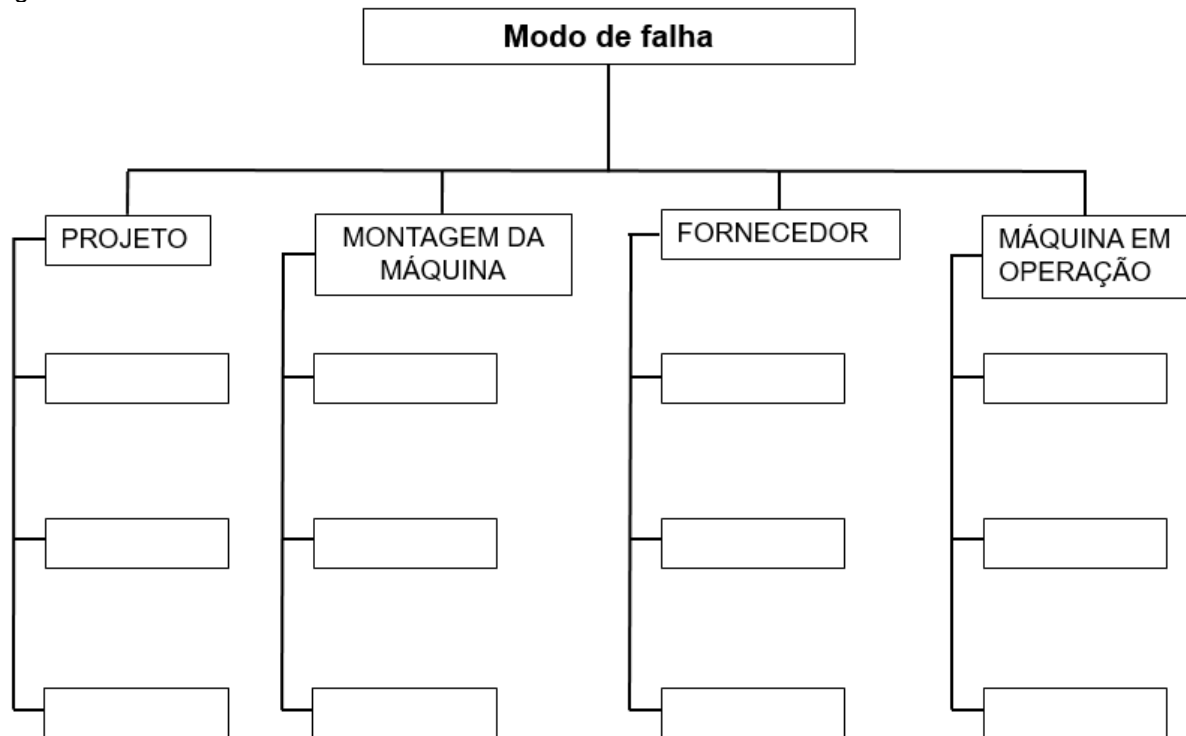 Modo de falha
PROJETO
MONTAGEM DA
MÁQUINA
FORNECEDOR
MÁQUINA EM
OPERAÇÃO